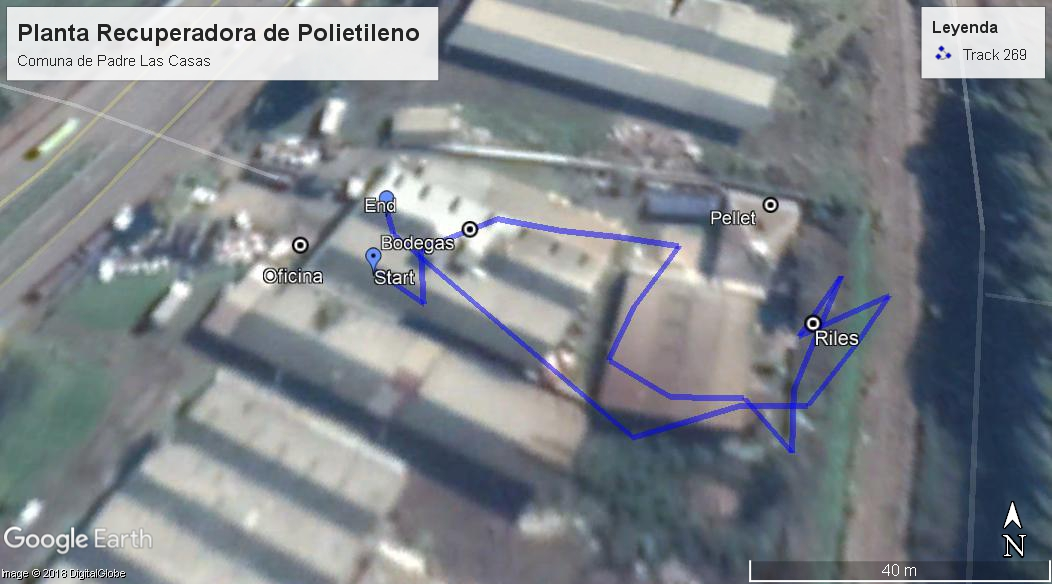 Planta Recuperadora de Polietileno
Comuna de Padre Las Casas
Leyenda
Track 269
End
Pellet
Bodegas
Oficina
Start
Riles
Google Earth
N
Image © 2018 DigitalGlobe
40 m